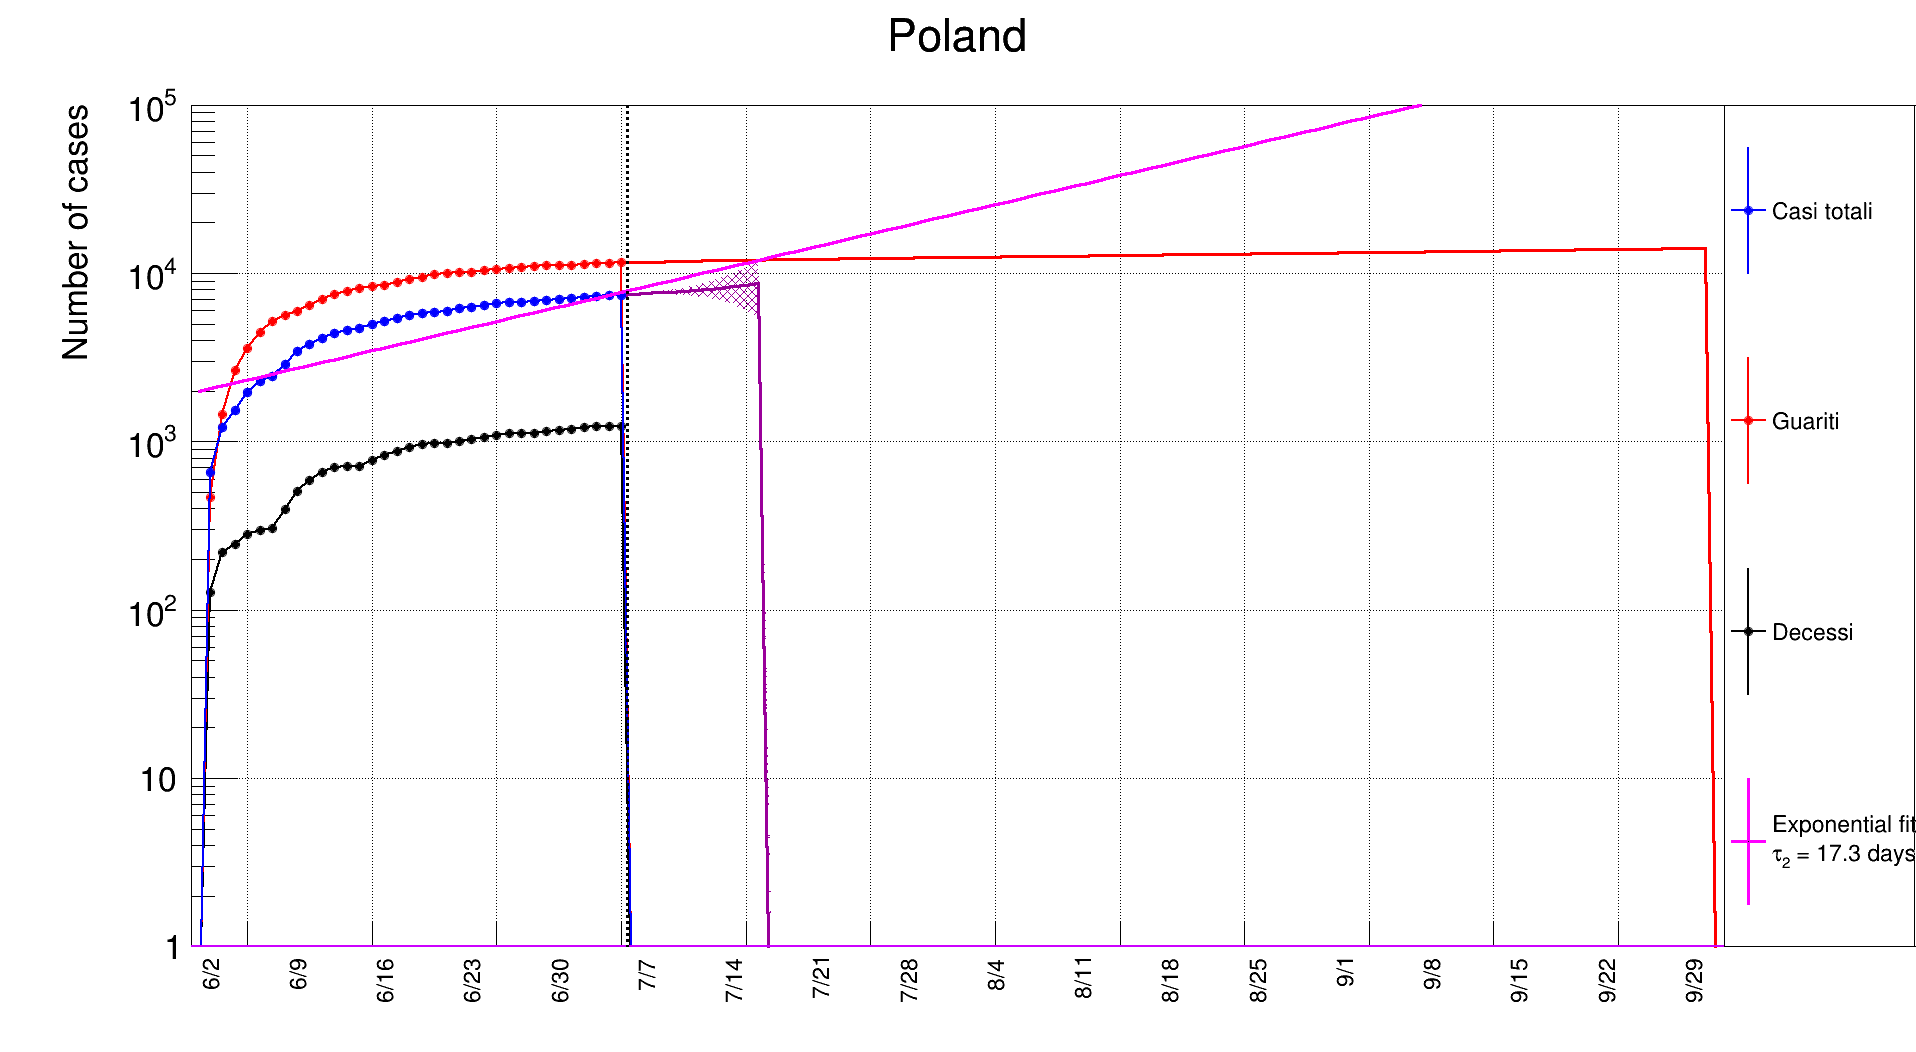 Poland
Number of cases
10^5
10^4
10^3
10^2
10
1
6/2 6/9 6/16 6/23 6/30 7/7 7/14 7/21 7/28 8/4 8/11 8/18 8/25 9/1 9/8 9/15 9/22 9/29
Casi totali
Guariti
Decessi
Exponential fit
τ_2 = 17.3 days